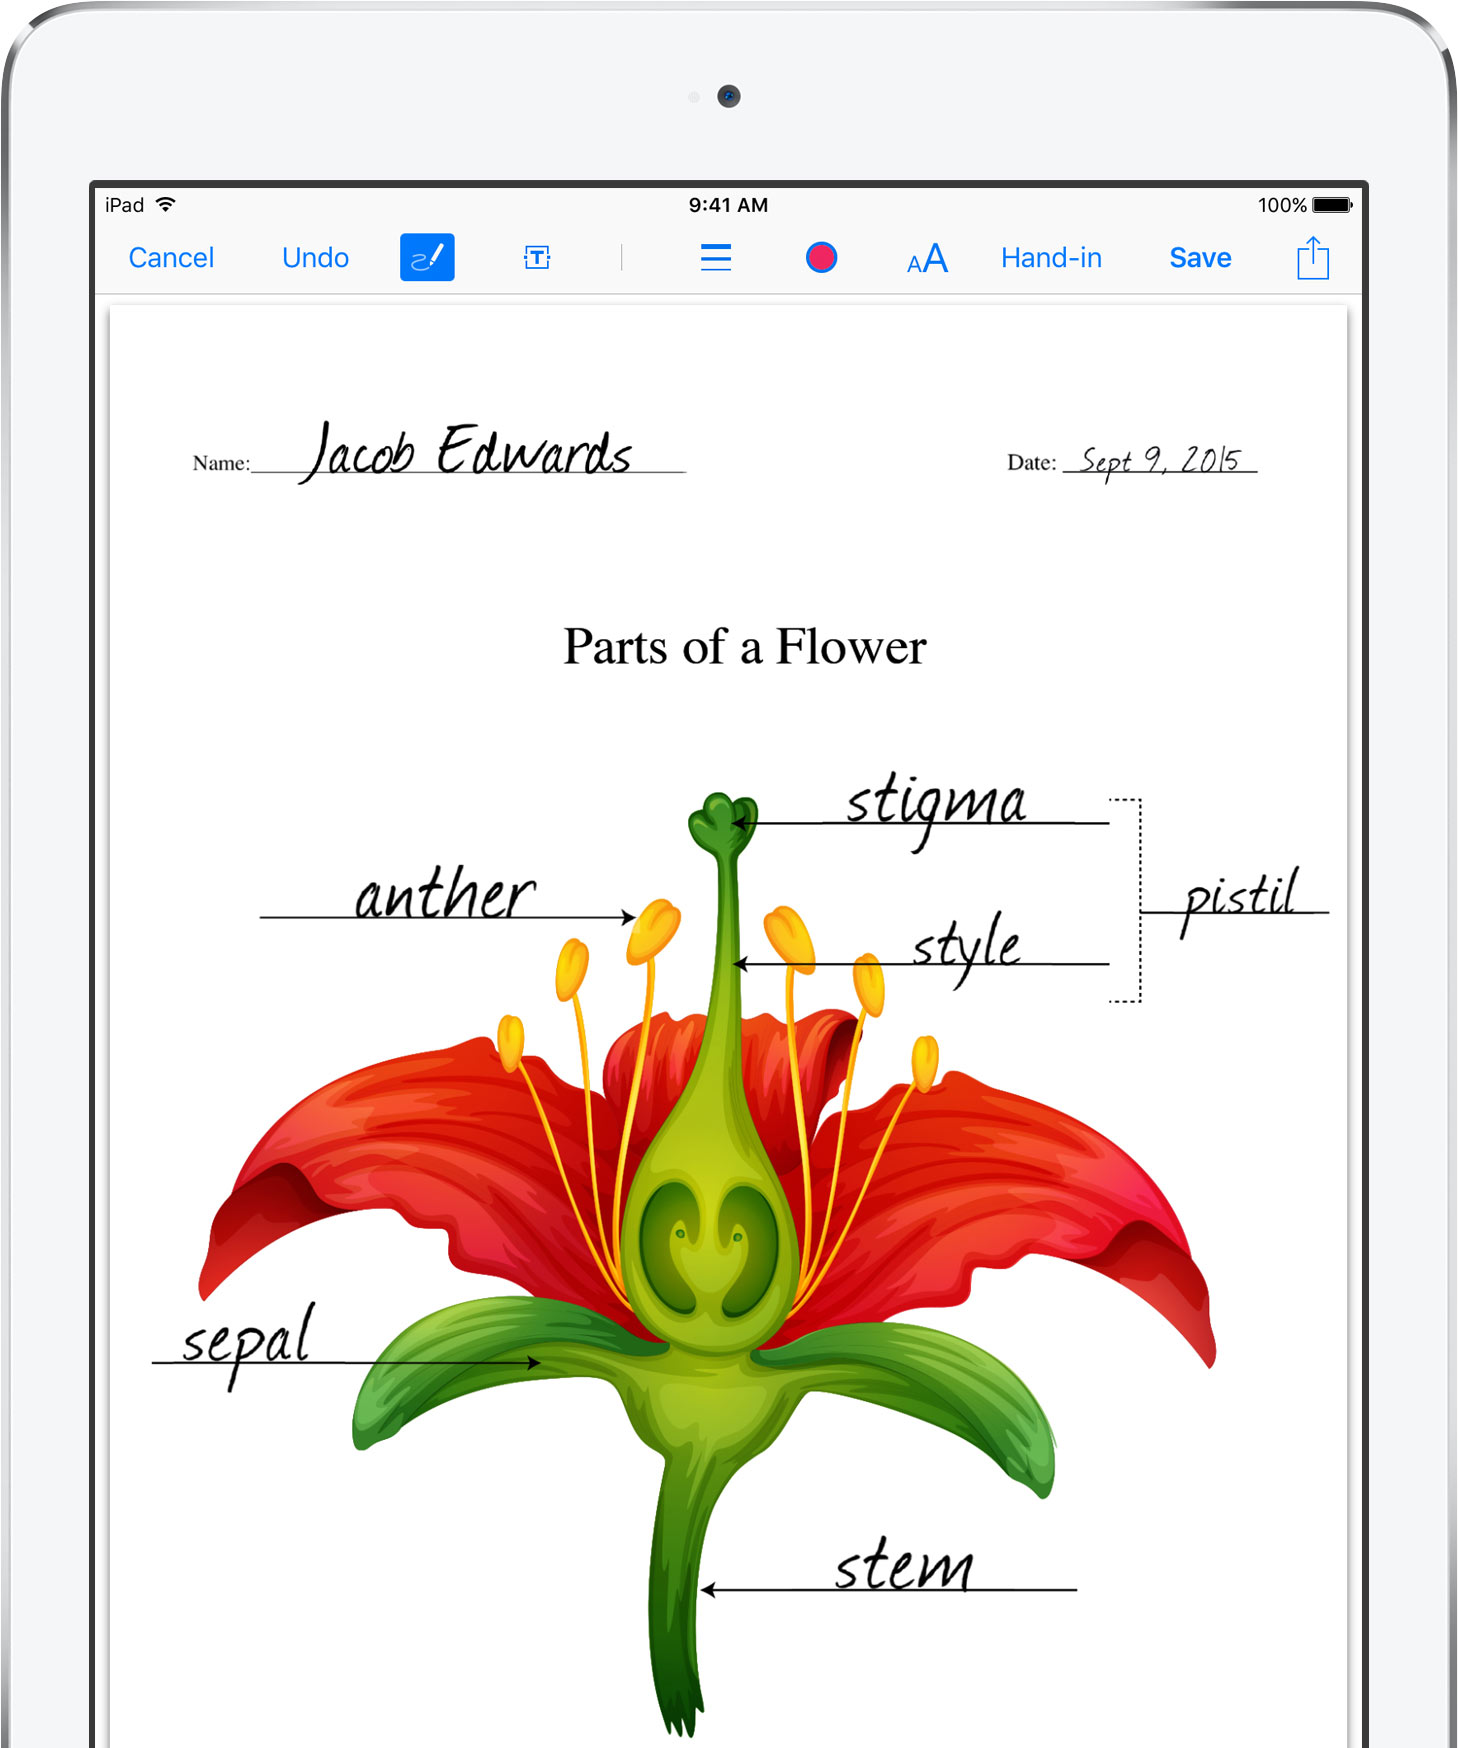 iPad 9:41 AM 100%
Cancel Undo T AA Hand-in Save
Name: Jacob Edwards Date: Sept 9, 2015
Parts of a Flower
stigma
anther
pistil
style
sepal
stem